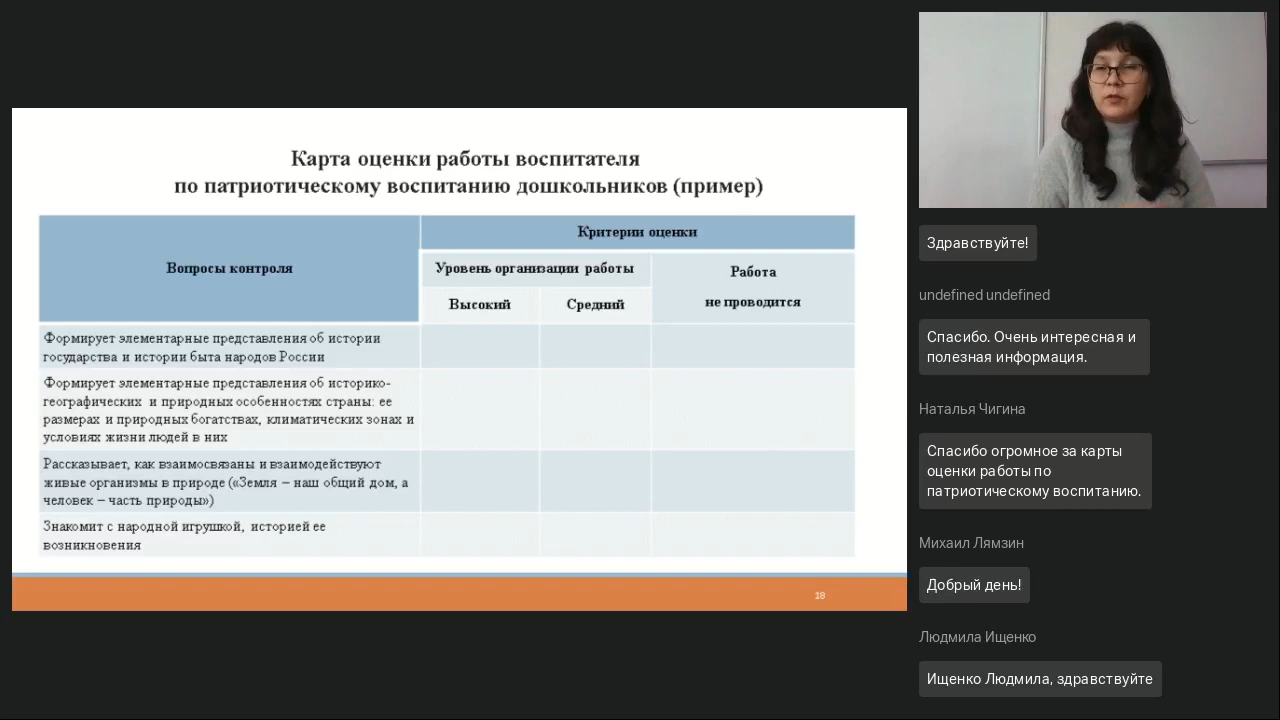 Карта оценки работы воспитателя
по патриотическому воспитанию дошкольников (пример)
Вопросы контроля
Критерии оценки
Уровень организации работы
Работа
не проводится
Высокий
Средний
Формирует элементарные представления об истории
государства и истории быта народов России
Формирует элементарные представления об историко-
географических и природных особенностях страны: ее
размерах и природных богатствах, климатических зонах и
условиях жизни людей в них
Рассказывает, как взаимосвязаны и взаимодействуют
живые организмы в природе («Земля – наш общий дом, а
человек – часть природы»)
Знакомит с народной игрушкой, историей ее
возникновения
18
Здравствуйте!
undefined undefined
Спасибо. Очень интересная и
полезная информация.
Наталья Чигина
Спасибо огромное за карты
оценки работы по
патриотическому воспитанию.
Михаил Лямзин
Добрый день!
Людмила Ищенко
Ищенко Людмила, здравствуйте